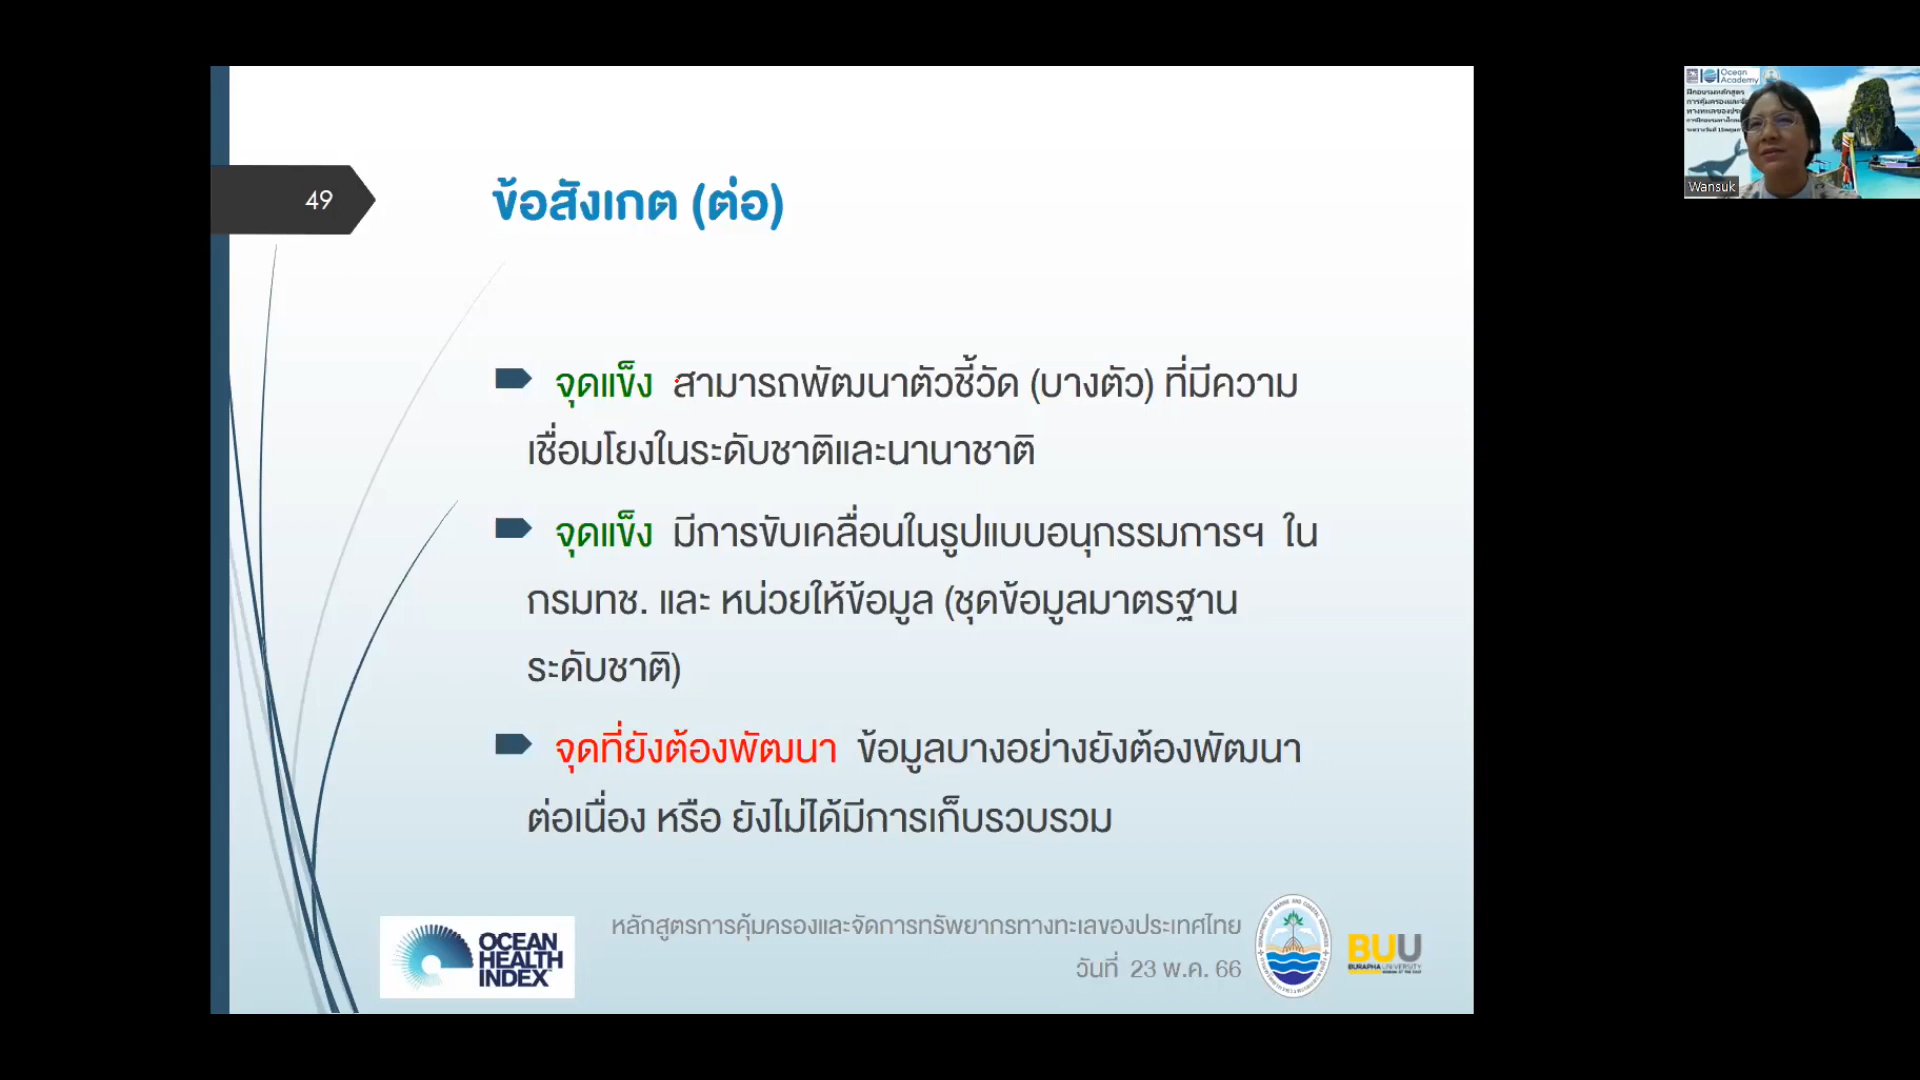 49
ข้อสังเกต (ต่อ)
จุดแข็ง สามารถพัฒนาตัวชี้วัด (บางตัว) ที่มีความ
เชื่อมโยงในระดับชาติและนานาชาติ
จุดแข็ง มีการขับเคลื่อนในรูปแบบอนุกรรมการฯ ใน
กรมทช. และ หน่วยให้ข้อมูล (ชุดข้อมูลมาตรฐาน
ระดับชาติ)
จุดที่ยังต้องพัฒนา ข้อมูลบางอย่างยังต้องพัฒนา
ต่อเนื่อง หรือ ยังไม่ได้มีการเก็บรวบรวม
OCEAN
HEALTH
INDEX
หลักสูตรการคุ้มครองและจัดการทรัพยากรทางทะเลของประเทศไทย
วันที่ 23 พ.ค. 66
BUU
BURAPHA UNIVERSITY
Ocean
Academy
Wansuk